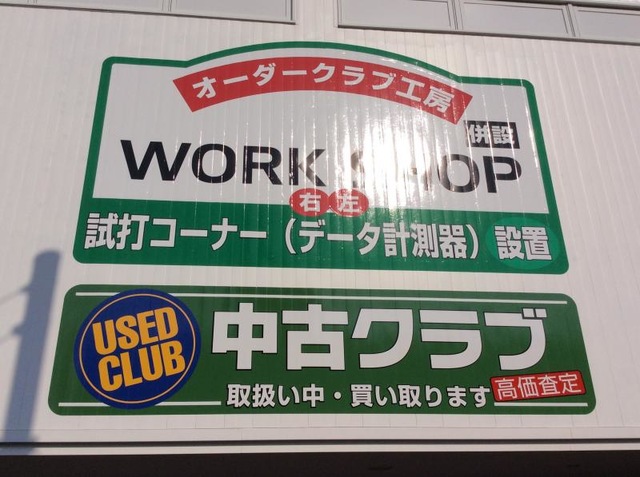 オーダークラブ工房
併設
WORK SHOP
右 左
試打コーナー(データ計測器)設置
USED
CLUB
中古クラブ
取扱い中・買い取ります
高価査定